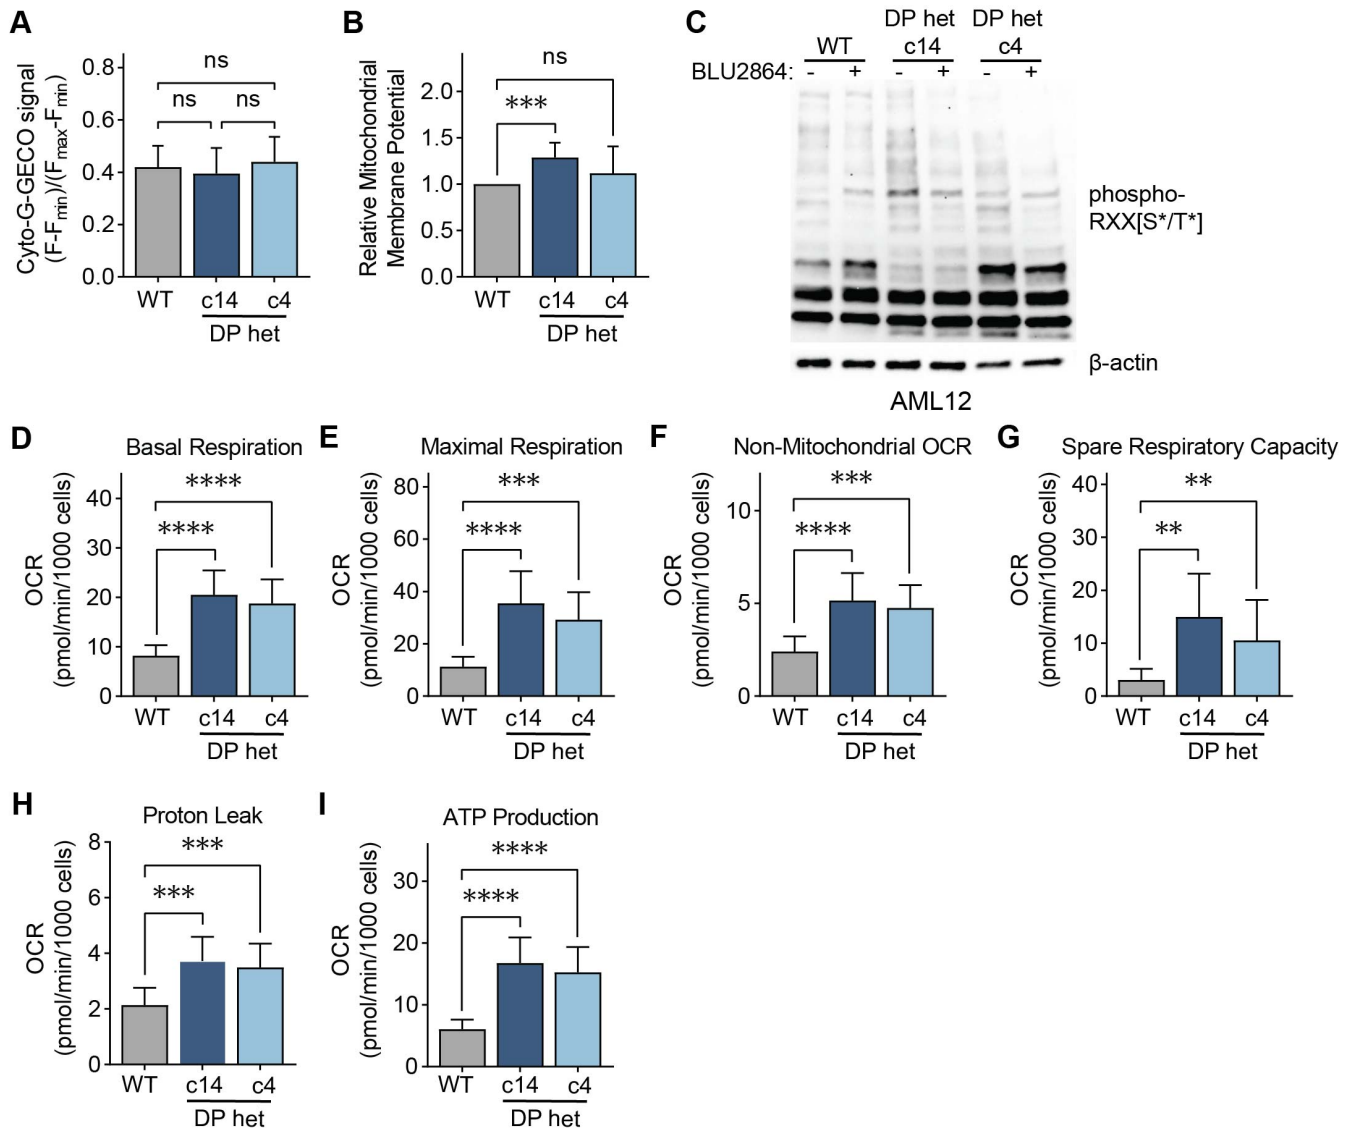 A
Cyto-G-GECO signal
(F-Fmin)/(Fmax-Fmin)
0.8
0.6
0.4
0.2
0.0
ns
ns ns
WT c14 c4
DP het
B
Relative Mitochondrial
Membrane Potential
2.0
1.5
1.0
0.5
0.0
ns
***
WT c14 c4
DP het
C
DP het DP het
WT c14 c4
BLU2864: - + - + - +
phospho-
RXX[S*/T*]
β-actin
AML12
D
Basal Respiration
OCR
(pmol/min/1000 cells)
40
30
20
10
0
****
****
WT c14 c4
DP het
E
Maximal Respiration
OCR
(pmol/min/1000 cells)
80
60
40
20
0
***
****
WT c14 c4
DP het
F
Non-Mitochondrial OCR
OCR
(pmol/min/1000 cells)
10
5
0
***
****
WT c14 c4
DP het
G
Spare Respiratory Capacity
OCR
(pmol/min/1000 cells)
40
30
20
10
0
**
**
WT c14 c4
DP het
H
Proton Leak
OCR
(pmol/min/1000 cells)
8
6
4
2
0
***
***
WT c14 c4
DP het
I
ATP Production
OCR
(pmol/min/1000 cells)
30
20
10
0
****
****
WT c14 c4
DP het